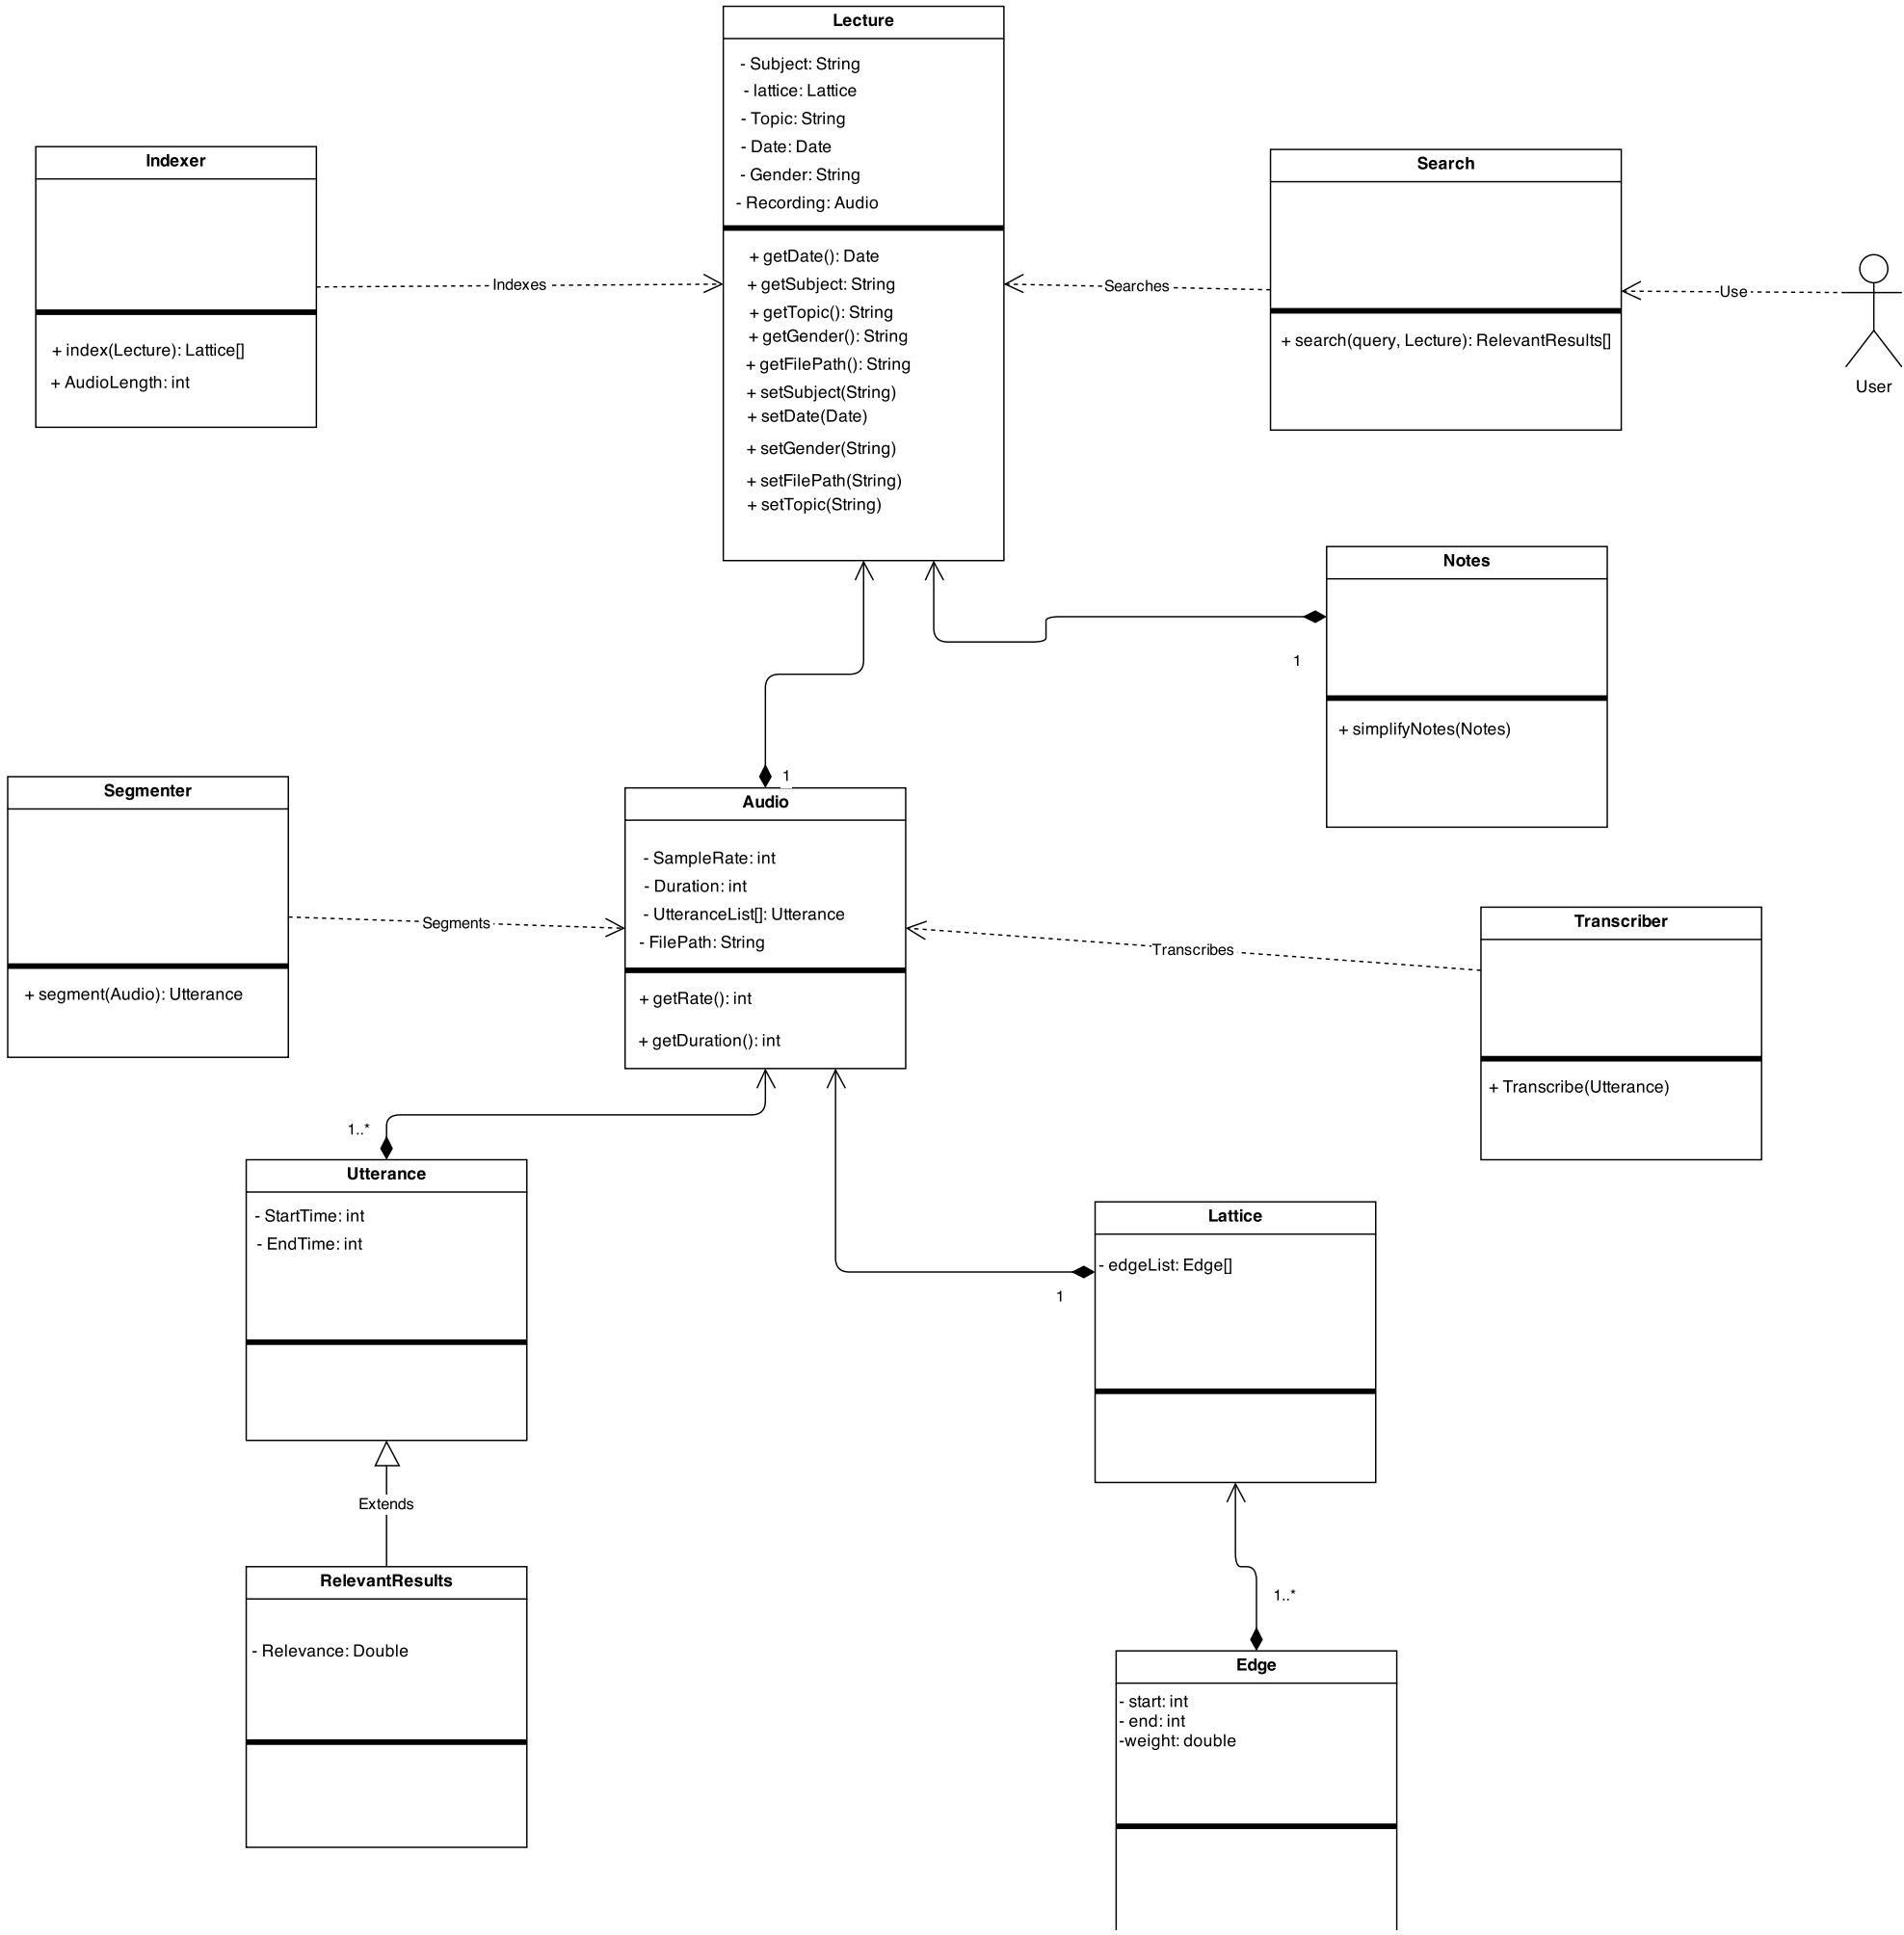 Lecture
- Subject: String
- lattice: Lattice
- Topic: String
- Date: Date
- Gender: String
- Recording: Audio
+ getDate(): Date
+ getSubject: String
+ getTopic(): String
+ getGender(): String
+ getFilePath(): String
+ setSubject(String)
+ setDate(Date)
+ setGender(String)
+ setFilePath(String)
+ setTopic(String)
Indexer
+ index(Lecture): Lattice[]
+ AudioLength: int
Indexes
Search
+ search(query, Lecture): RelevantResults[]
Searches
Use
User
Notes
+ simplifyNotes(Notes)
1
1
Segmenter
+ segment(Audio): Utterance
Segments
Audio
- SampleRate: int
- Duration: int
- UtteranceList[]: Utterance
- FilePath: String
+ getRate(): int
+ getDuration(): int
Transcribes
Transcriber
+ Transcribe(Utterance)
1..*
Utterance
- StartTime: int
- EndTime: int
Lattice
- edgeList: Edge[]
1
Extends
RelevantResults
- Relevance: Double
1..*
Edge
- start: int
- end: int
-weight: double